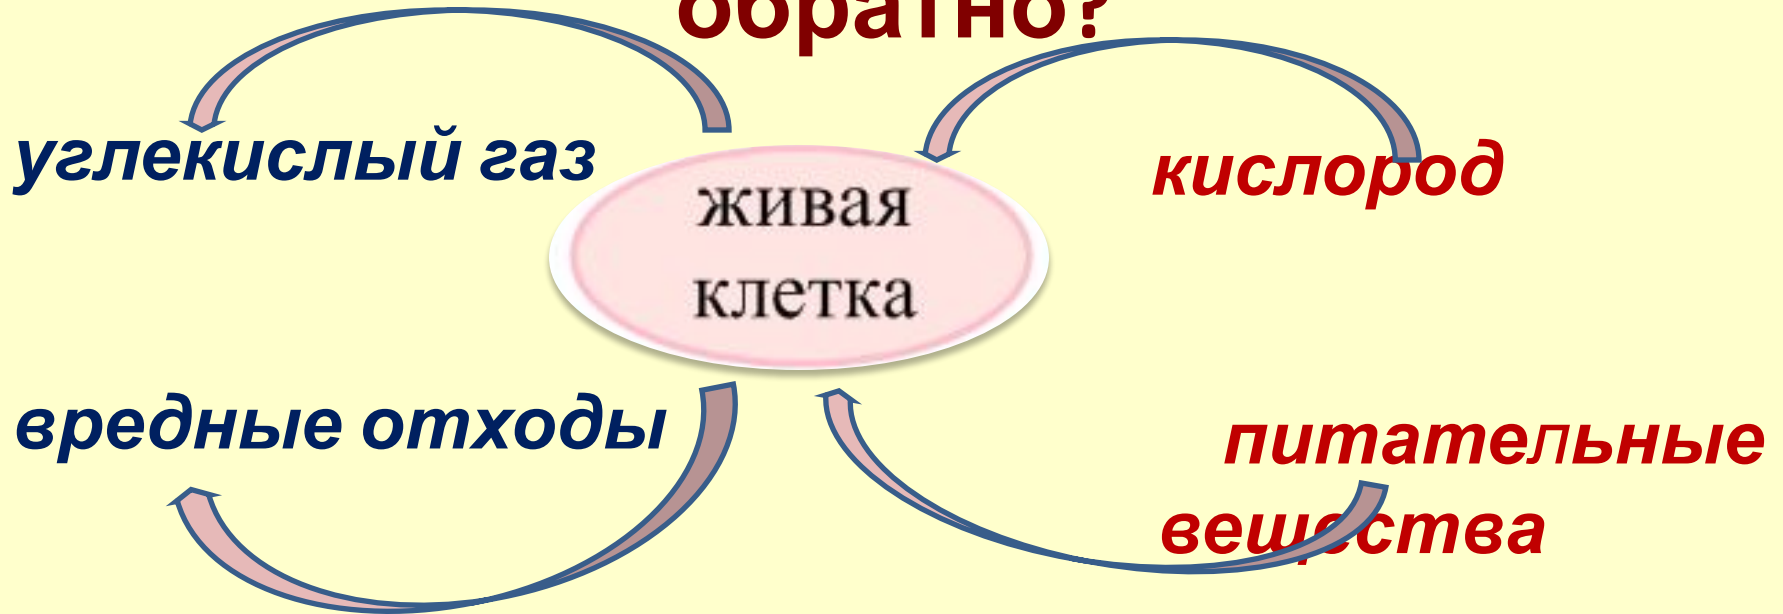 обратно?
углекислый газ
кислород
живая
клетка
вредные отходы
питательные
вещества